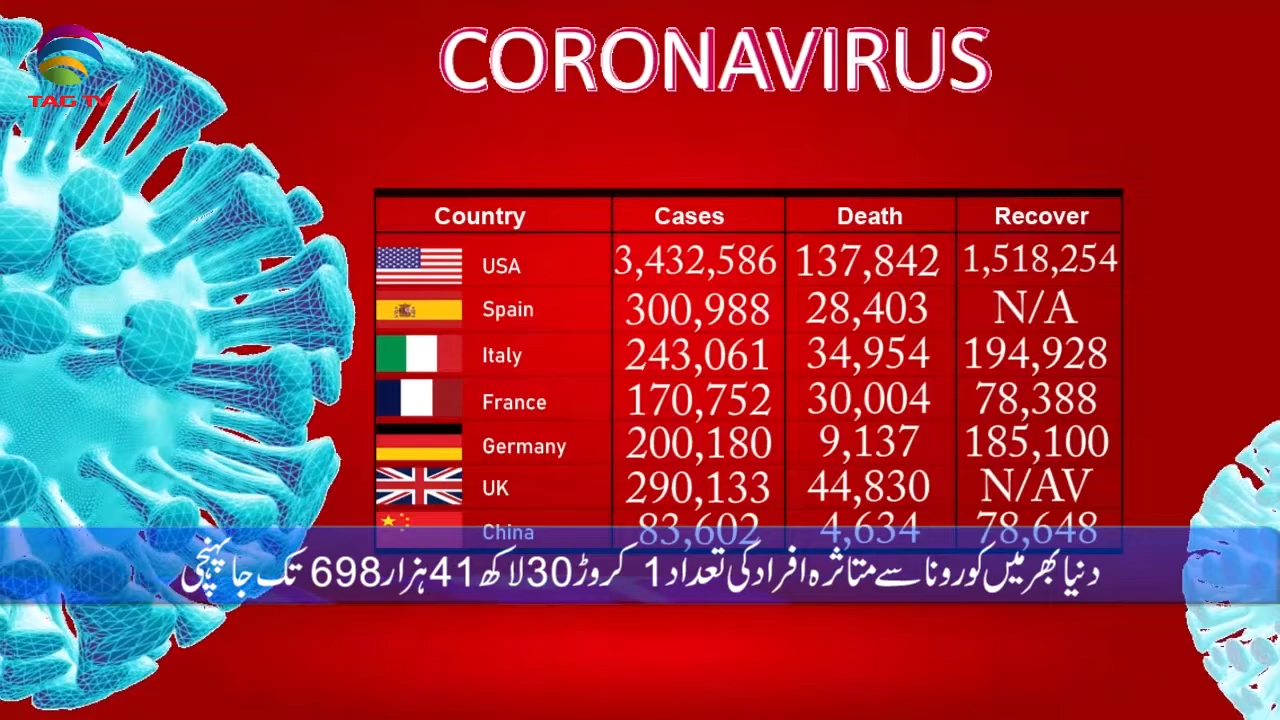 TAG TV
CORONAVIRUS
Country Cases Death Recover
USA 3,432,586 137,842 1,518,254
Spain 300,988 28,403 N/A
Italy 243,061 34,954 194,928
France 170,752 30,004 78,388
Germany 200,180 9,137 185,100
UK 290,133 44,830 N/AV
China 83,602 4,634 78,648
دنیا بھر میں کورونا سے متاثرہ افراد کی تعداد 1 کروڑ 30 لاکھ 41 ہزار 698 تک جا پہنچی